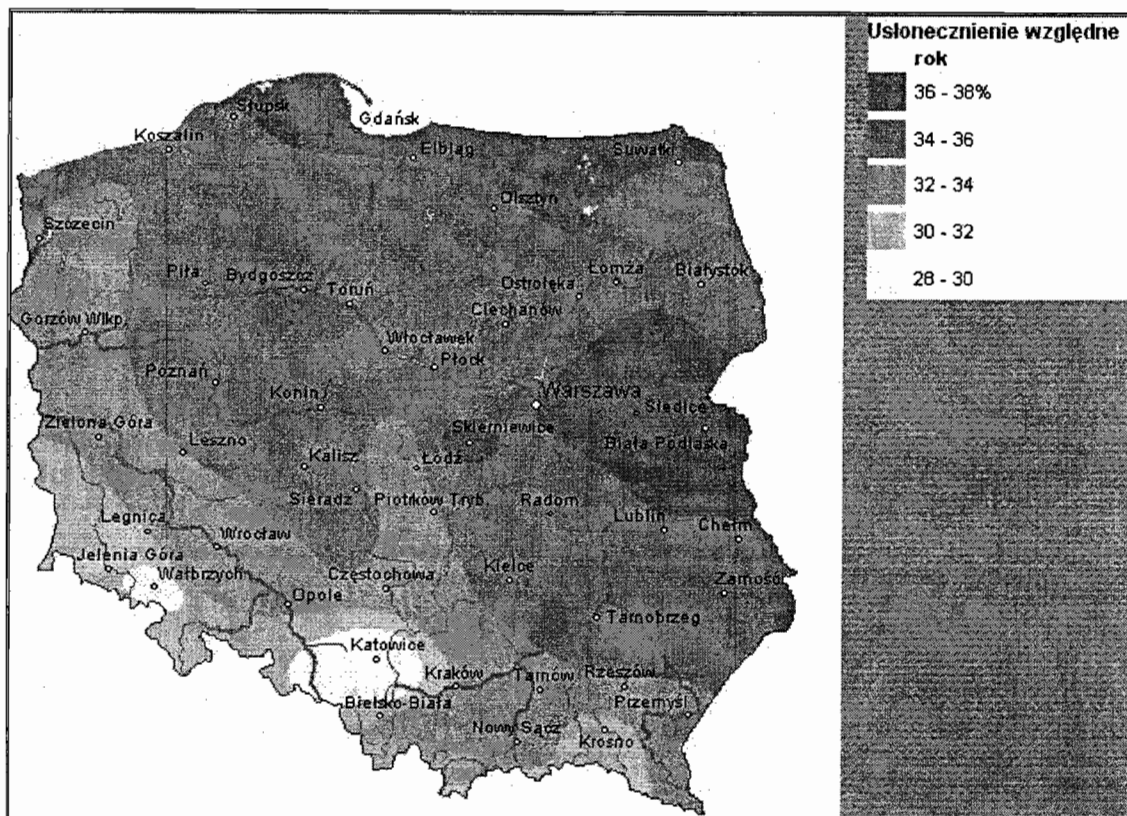 Usłonecznienie względne
rok
36 - 38%
34 - 36
32 - 34
30 - 32
28 - 30
Słupsk
Gdańsk
Koszalin
Elbląg
Suwałki
Olsztyn
Szczecin
Piła
Bydgoszcz
Toruń
Łomża
Białystok
Ostrołęka
Ciechanów
Gorzów Wlkp.
Włocławek
Płock
Poznań
Konin
Warszawa
Siedlce
Zielona Góra
Leszno
Skierniewice
Biała Podlaska
Kalisz
Łódź
Sieradz
Piotrków Tryb
Radom
Lublin
Chełm
Legnica
Wrocław
Jelenia Góra
Wałbrzych
Częstochowa
Kielce
Zamość
Opole
Tarnobrzeg
Katowice
Kraków
Tarnów
Rzeszów
Bielsko-Biała
Przemyśl
Nowy Sącz
Krosno